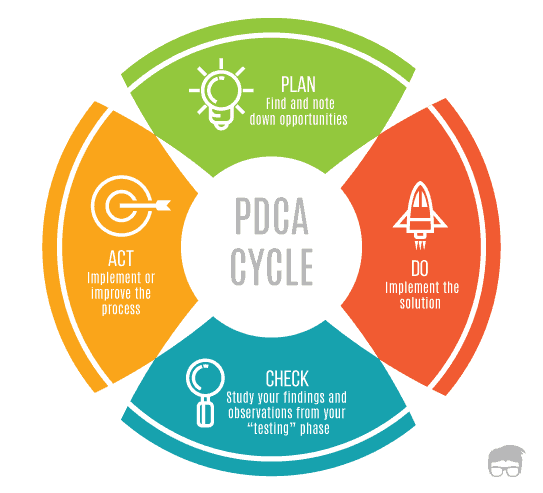 PLAN
Find and note
down opportunities
PDCA
CYCLE
DO
Implement the
solution
CHECK
Study your findings and
observations from your
“testing” phase
ACT
Implement or
improve the
process